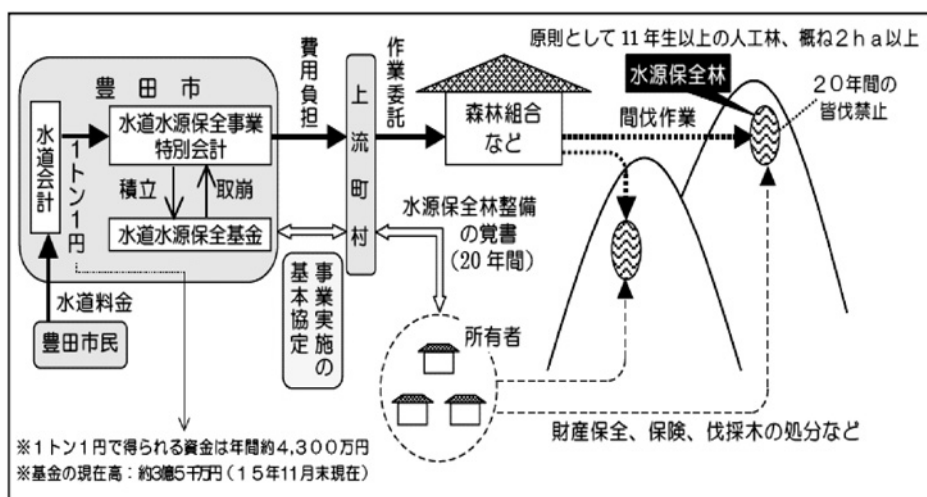 豊田市
水道会計
1トン1円
水道水源保全事業
特別会計
積立
取崩
水道水源保全基金
水道料金
豊田市民
費用負担
上流町村
作業委託
事業実施の
基本協定
森林組合
など
原則として11年生以上の人工林、概ね2ha以上
水源保全林
20年間の
皆伐禁止
間伐作業
水源保全林整備
の覚書
(20年間)
所有者
財産保全、保険、伐採木の処分など
※1トン1円で得られる資金は年間約4,300万円
※基金の現在高：約3億5千万円(15年11月末現在)